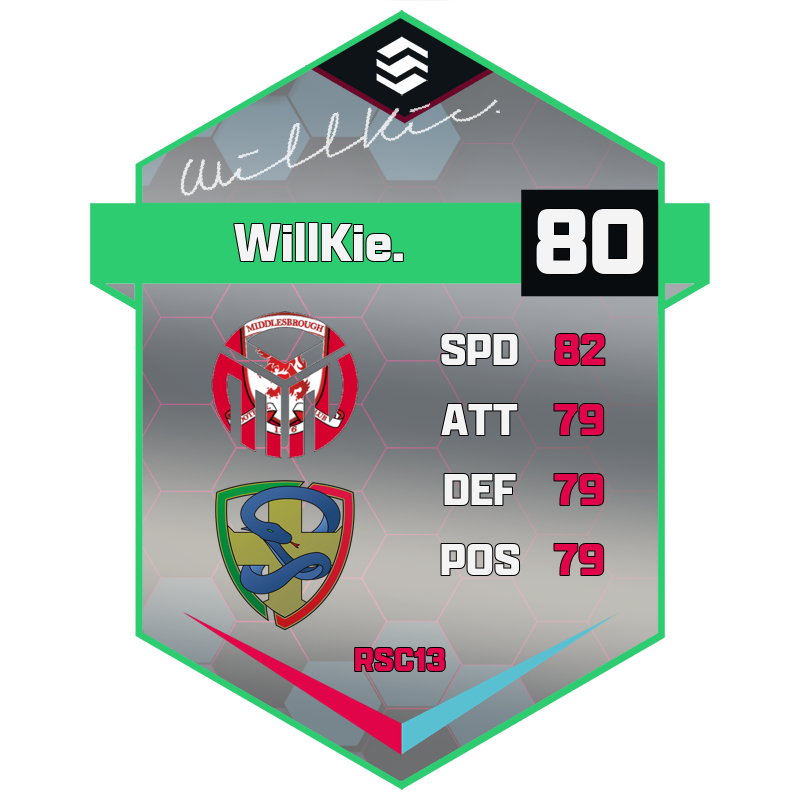 WillKie.
WillKie.
80
MIDDLESBROUGH
SPD 82
ATT 79
DEF 79
POS 79
RSC13